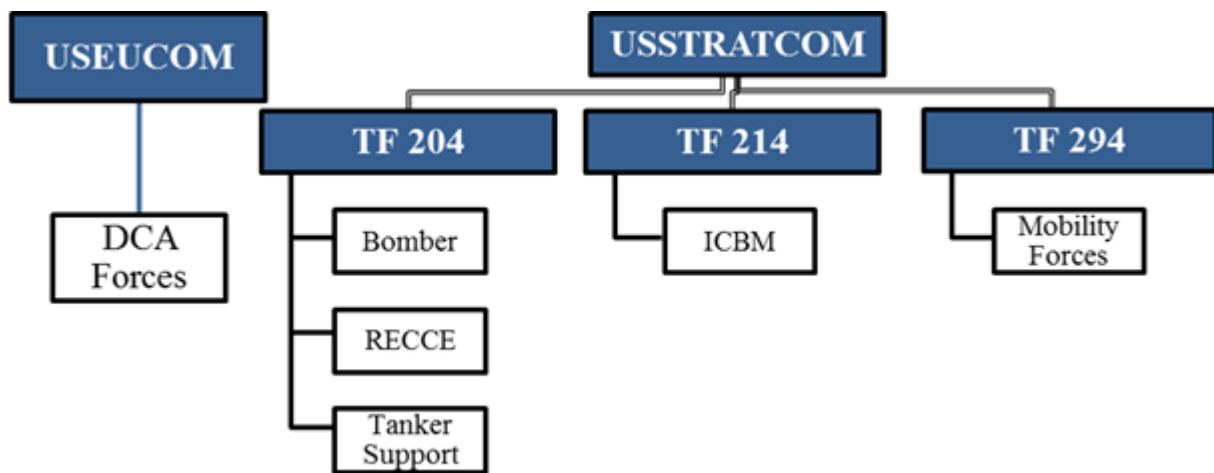 USEUCOM
USSTRATCOM
TF 204
TF 214
TF 294
DCA
Forces
Bomber
ICBM
Mobility
Forces
RECCE
Tanker
Support